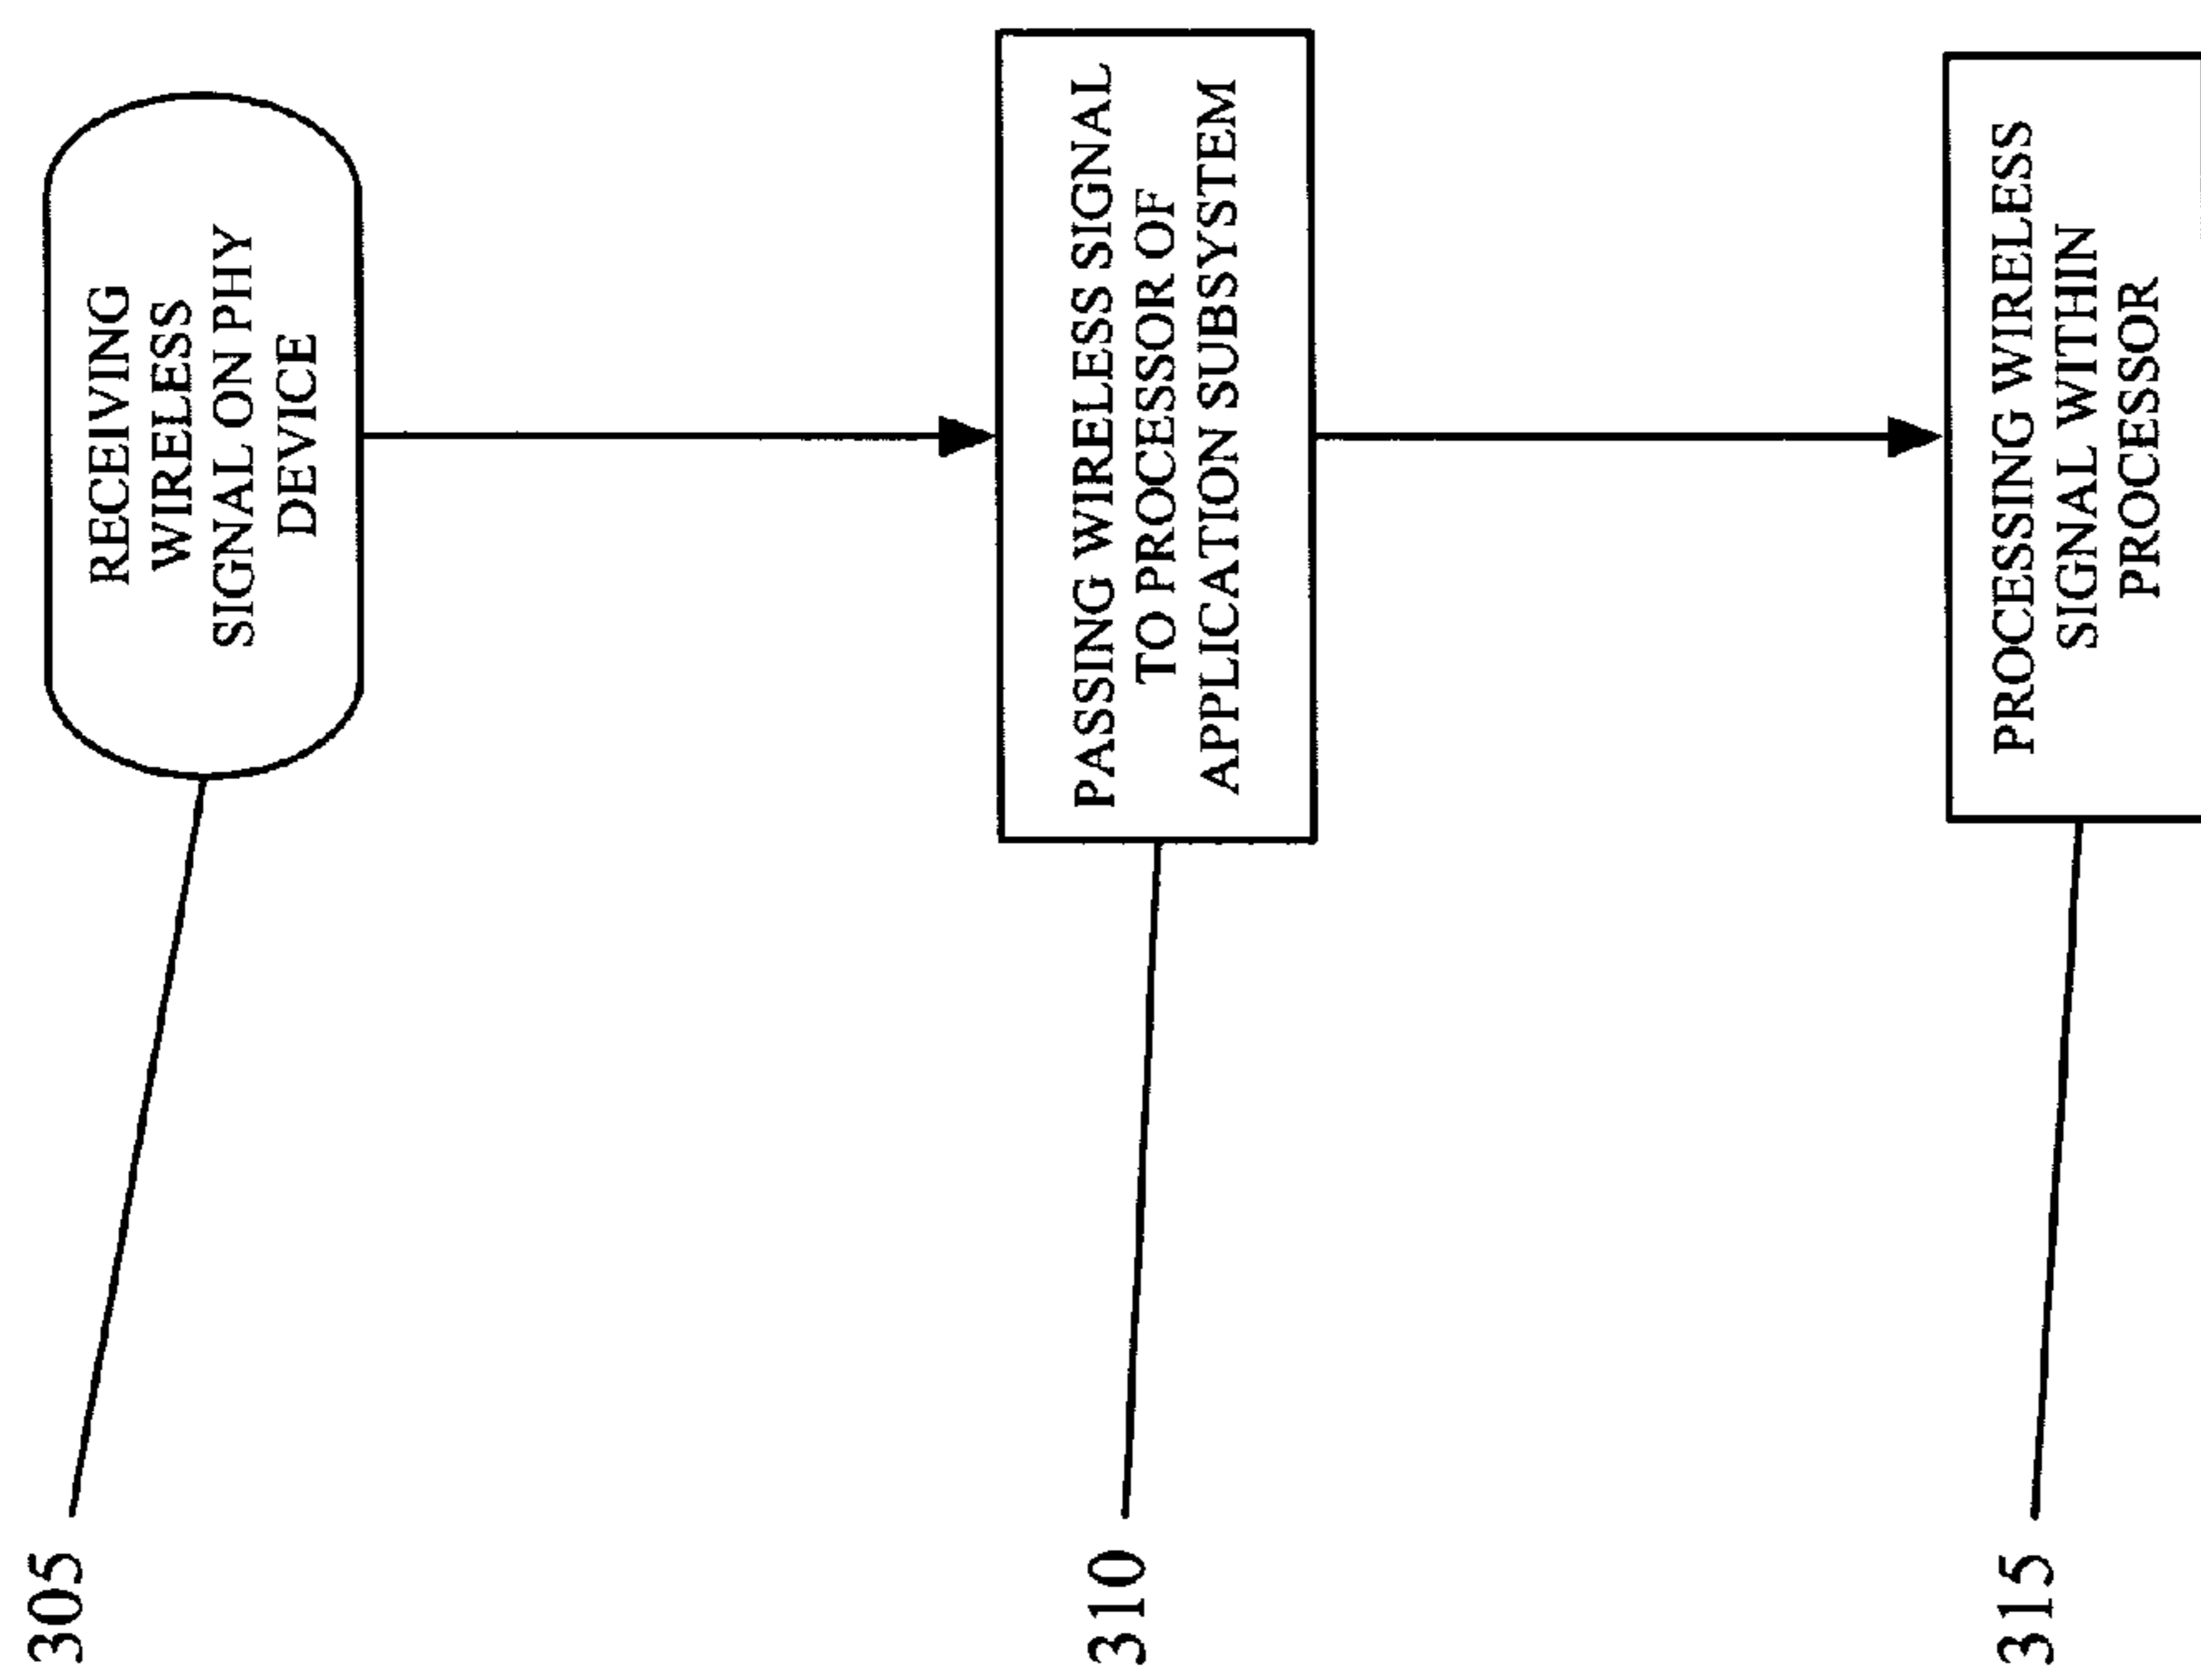 305
RECEIVING
WIRELESS
SIGNAL ON PHY
DEVICE
310
PASSING WIRELESS SIGNAL
TO PROCESSOR OF
APPLICATION SUBSYSTEM
315
PROCESSING WIRELESS
SIGNAL WITHIN
PROCESSOR